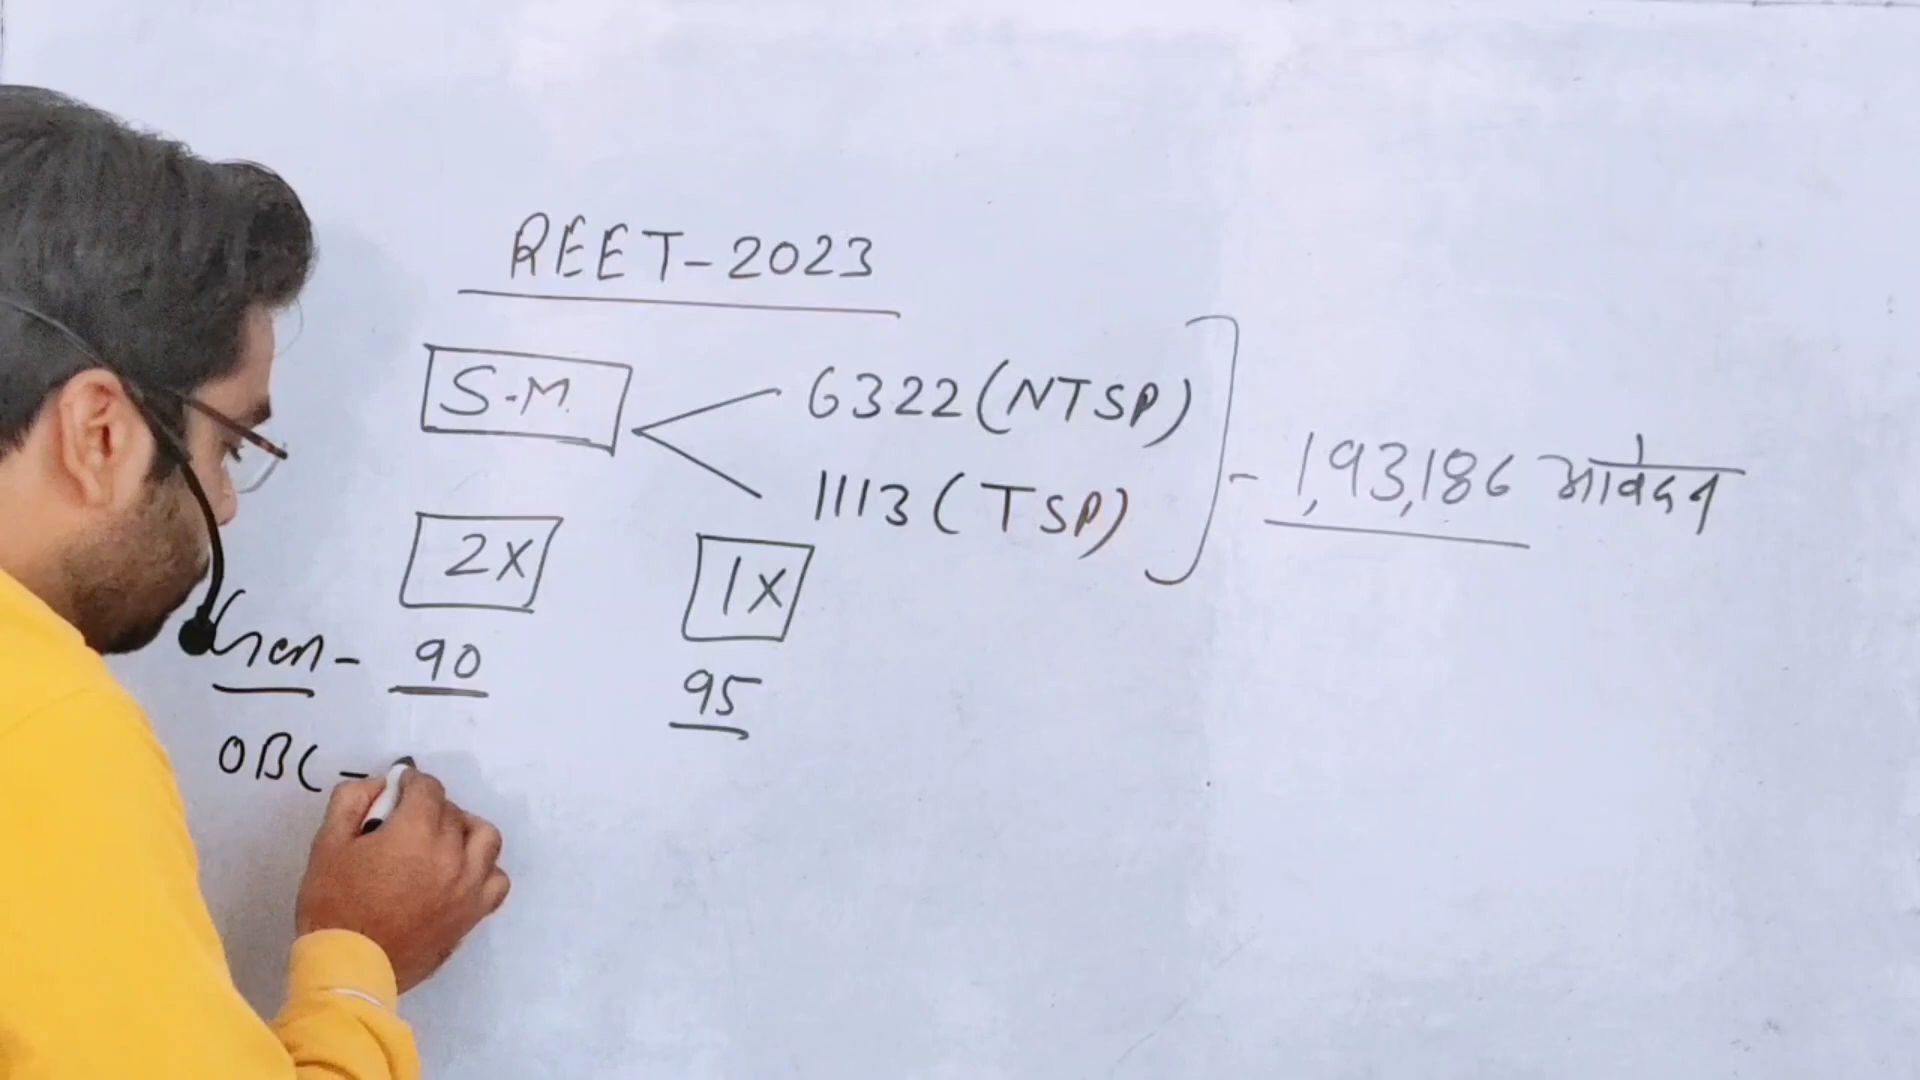 REET-2023
S.M. 6322 (NTSP)
1113 (TSP) - 1,93,186 आवेदन
2X 1X
Gen - 90 95
OBC -